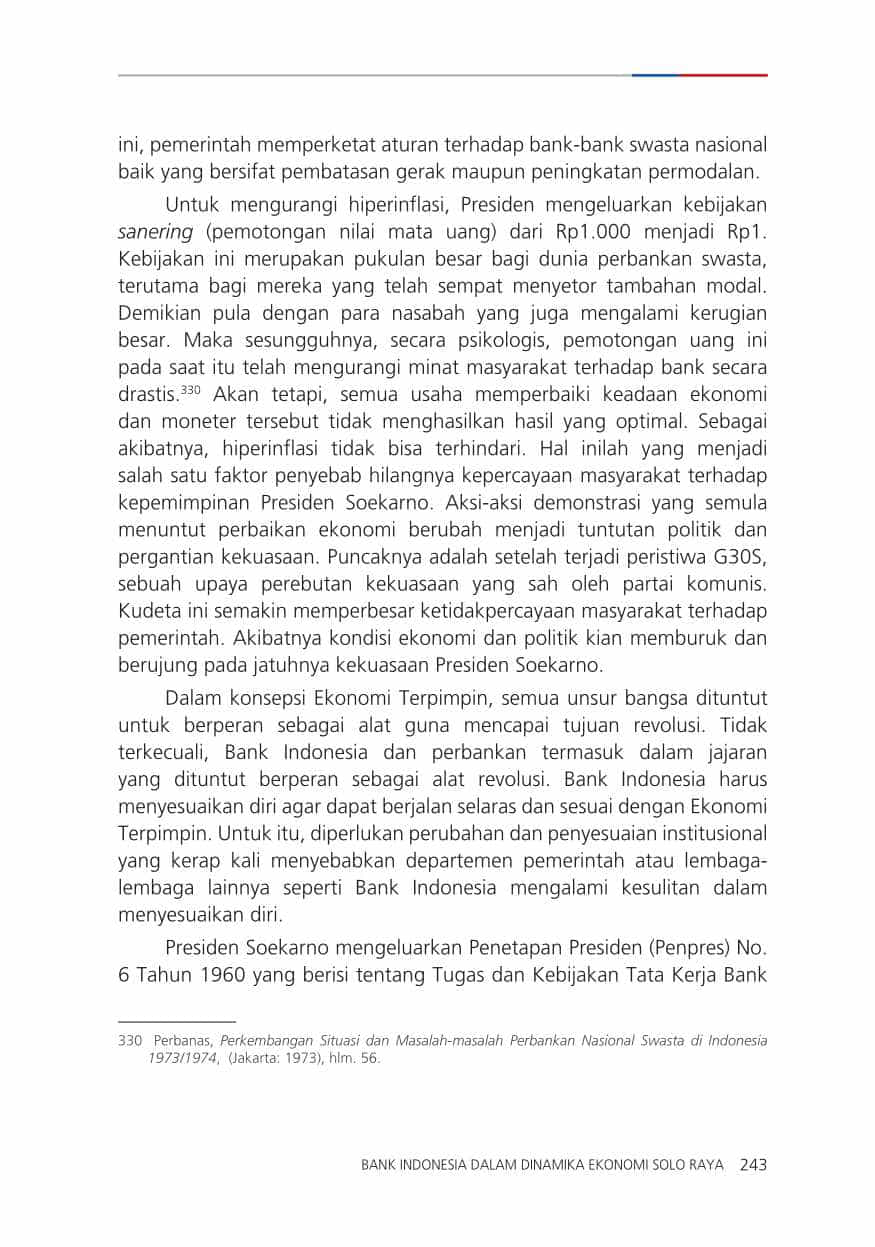 ini, pemerintah memperketat aturan terhadap bank-bank swasta nasional
baik yang bersifat pembatasan gerak maupun peningkatan permodalan.
Untuk mengurangi hiperinflasi, Presiden mengeluarkan kebijakan
sanering (pemotongan nilai mata uang) dari Rp1.000 menjadi Rp1.
Kebijakan ini merupakan pukulan besar bagi dunia perbankan swasta,
terutama bagi mereka yang telah sempat menyetor tambahan modal.
Demikian pula dengan para nasabah yang juga mengalami kerugian
besar. Maka sesungguhnya, secara psikologis, pemotongan uang ini
pada saat itu telah mengurangi minat masyarakat terhadap bank secara
drastis.330 Akan tetapi, semua usaha memperbaiki keadaan ekonomi
dan moneter tersebut tidak menghasilkan hasil yang optimal. Sebagai
akibatnya, hiperinflasi tidak bisa terhindari. Hal inilah yang menjadi
salah satu faktor penyebab hilangnya kepercayaan masyarakat terhadap
kepemimpinan Presiden Soekarno. Aksi-aksi demonstrasi yang semula
menuntut perbaikan ekonomi berubah menjadi tuntutan politik dan
pergantian kekuasaan. Puncaknya adalah setelah terjadi peristiwa G30S,
sebuah upaya perebutan kekuasaan yang sah oleh partai komunis.
Kudeta ini semakin memperbesar ketidakpercayaan masyarakat terhadap
pemerintah. Akibatnya kondisi ekonomi dan politik kian memburuk dan
berujung pada jatuhnya kekuasaan Presiden Soekarno.
Dalam konsepsi Ekonomi Terpimpin, semua unsur bangsa dituntut
untuk berperan sebagai alat guna mencapai tujuan revolusi. Tidak
terkecuali, Bank Indonesia dan perbankan termasuk dalam jajaran
yang dituntut berperan sebagai alat revolusi. Bank Indonesia harus
menyesuaikan diri agar dapat berjalan selaras dan sesuai dengan Ekonomi
Terpimpin. Untuk itu, diperlukan perubahan dan penyesuaian institusional
yang kerap kali menyebabkan departemen pemerintah atau lembaga-
lembaga lainnya seperti Bank Indonesia mengalami kesulitan dalam
menyesuaikan diri.
Presiden Soekarno mengeluarkan Penetapan Presiden (Penpres) No.
6 Tahun 1960 yang berisi tentang Tugas dan Kebijakan Tata Kerja Bank
330 Perbanas, Perkembangan Situasi dan Masalah-masalah Perbankan Nasional Swasta di Indonesia
1973/1974, (Jakarta: 1973), hlm. 56.
BANK INDONESIA DALAM DINAMIKA EKONOMI SOLO RAYA 243